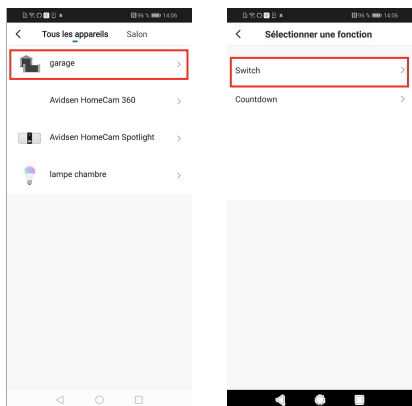 96 % 14:06
Tous les appareils Salon
garage
Avidsen HomeCam 360
Avidsen HomeCam Spotlight
lampe chambre
96 % 14:06
Sélectionner une fonction
Switch
Countdown